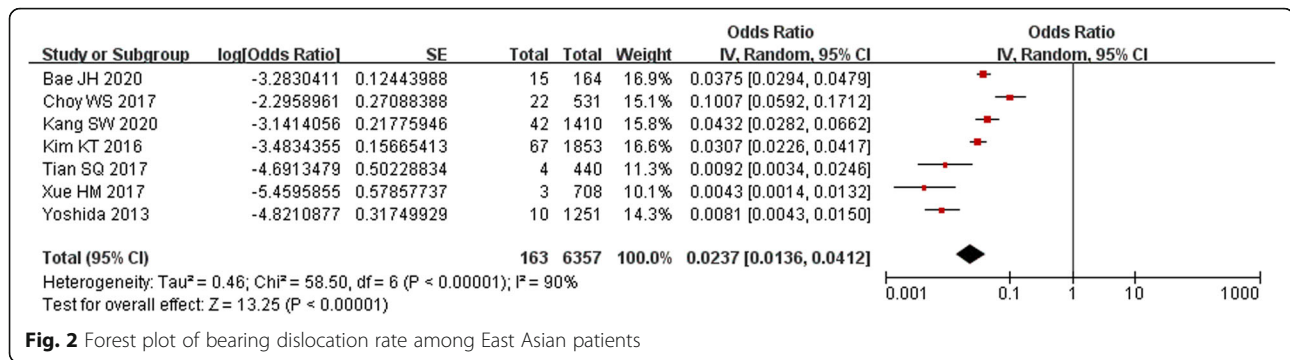 Odds Ratio Odds Ratio
Study or Subgroup log[Odds Ratio] SE Total Total Weight IV, Random, 95% CI IV, Random, 95% CI
Bae JH 2020 -3.2830411 0.12443988 15 164 16.9% 0.0375 [0.0294, 0.0479]
Choy WS 2017 -2.2958961 0.27088388 22 531 15.1% 0.1007 [0.0592, 0.1712]
Kang SW 2020 -3.1414056 0.21775946 42 1410 15.8% 0.0432 [0.0282, 0.0662]
Kim KT 2016 -3.4834355 0.15665413 67 1853 16.6% 0.0307 [0.0226, 0.0417]
Tian SQ 2017 -4.6913479 0.50228834 4 440 11.3% 0.0092 [0.0034, 0.0246]
Xue HM 2017 -5.4595855 0.57857737 3 708 10.1% 0.0043 [0.0014, 0.0132]
Yoshida 2013 -4.8210877 0.31749929 10 1251 14.3% 0.0081 [0.0043, 0.0150]
Total (95% CI) 163 6357 100.0% 0.0237 [0.0136, 0.0412]
Heterogeneity: Tau² = 0.46; Chi² = 58.50, df = 6 (P < 0.00001); I² = 90%
Test for overall effect: Z = 13.25 (P < 0.00001)
0.001 0.1 1 10 1000
Fig. 2 Forest plot of bearing dislocation rate among East Asian patients